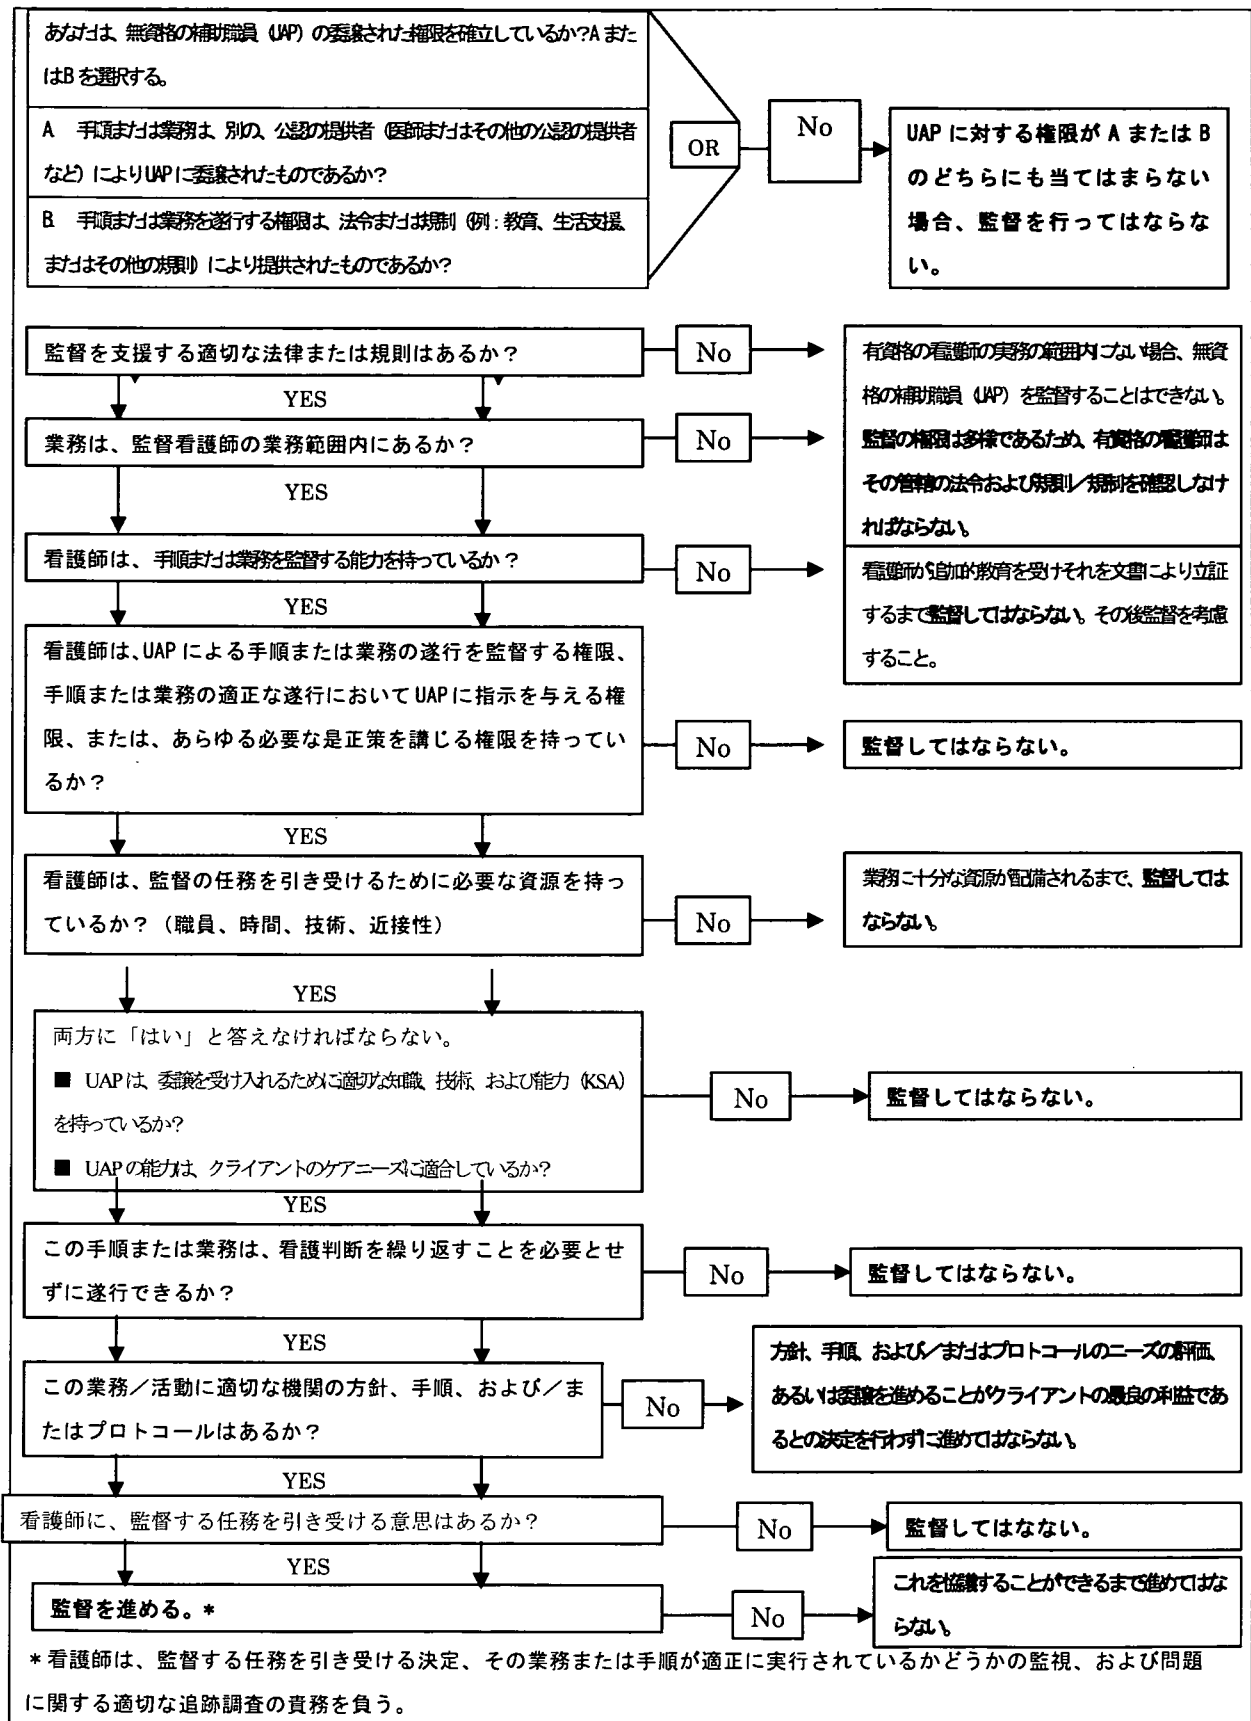 あなたは、無資格の補助職員（UAP）の委譲された権限を確立しているか?Aまた
はBを選択する。
A.　手順または業務は、別の、公認の提供者（医師またはその他の公認の提供者
など）によりUAPに委譲されたものであるか?
B.　手順または業務を遂行する権限は、法令または規制（例：教育、生活支援、
またはその他の規則）により提供されたものであるか?
OR
No
UAP に対する権限が A または B
のどちらにも当てはまらない
場合、監督を行ってはならな
い。
監督を支援する適切な法律または規則はあるか？
No
有資格の看護師の実務の範囲内にない場合、無資
格の補助職員（UAP）を監督することはできない。
監督の権限は多様であるため、有資格の看護師は
その管轄の法令および規則／規制を確認しなけ
ればならない。
YES
業務は、監督看護師の業務範囲内にあるか？
No
YES
看護師は、手順または業務を監督する能力を持っているか？
No
看護師が追加的教育を受けそれを文書により立証
するまで監督してはならない。その後監督を考慮
すること。
YES
看護師は、UAP による手順または業務の遂行を監督する権限、
手順または業務の適正な遂行において UAP に指示を与える権
限、または、あらゆる必要な是正策を講じる権限を持ってい
るか？
No
監督してはならない。
YES
看護師は、監督の任務を引き受けるために必要な資源を持っ
ているか？（職員、時間、技術、近接性）
No
業務に十分な資源が配備されるまで、監督しては
ならない。
YES
両方に「はい」と答えなければならない。
■　UAPは、委譲を受け入れるために適切な知識、技術、および能力（KSA）
を持っているか?
■　UAPの能力は、クライアントのケアニーズに適合しているか?
No
監督してはならない。
YES
この手順または業務は、看護判断を繰り返すことを必要とせ
ずに遂行できるか？
No
監督してはならない。
YES
この業務／活動に適切な機関の方針、手順、および／ま
たはプロトコールはあるか？
No
方針、手順、および／またはプロトコールのニーズの評価、
あるいは委譲を進めることがクライアントの最良の利益であ
るとの決定を行わずに進めてはならない。
YES
看護師に、監督する任務を引き受ける意思はあるか？
No
監督してはなない。
YES
監督を進める。*
No
これを協議することができるまで進めてはな
らない。
*看護師は、監督する任務を引き受ける決定、その業務または手順が適正に実行されているかどうかの監視、および問題
に関する適切な追跡調査の責務を負う。